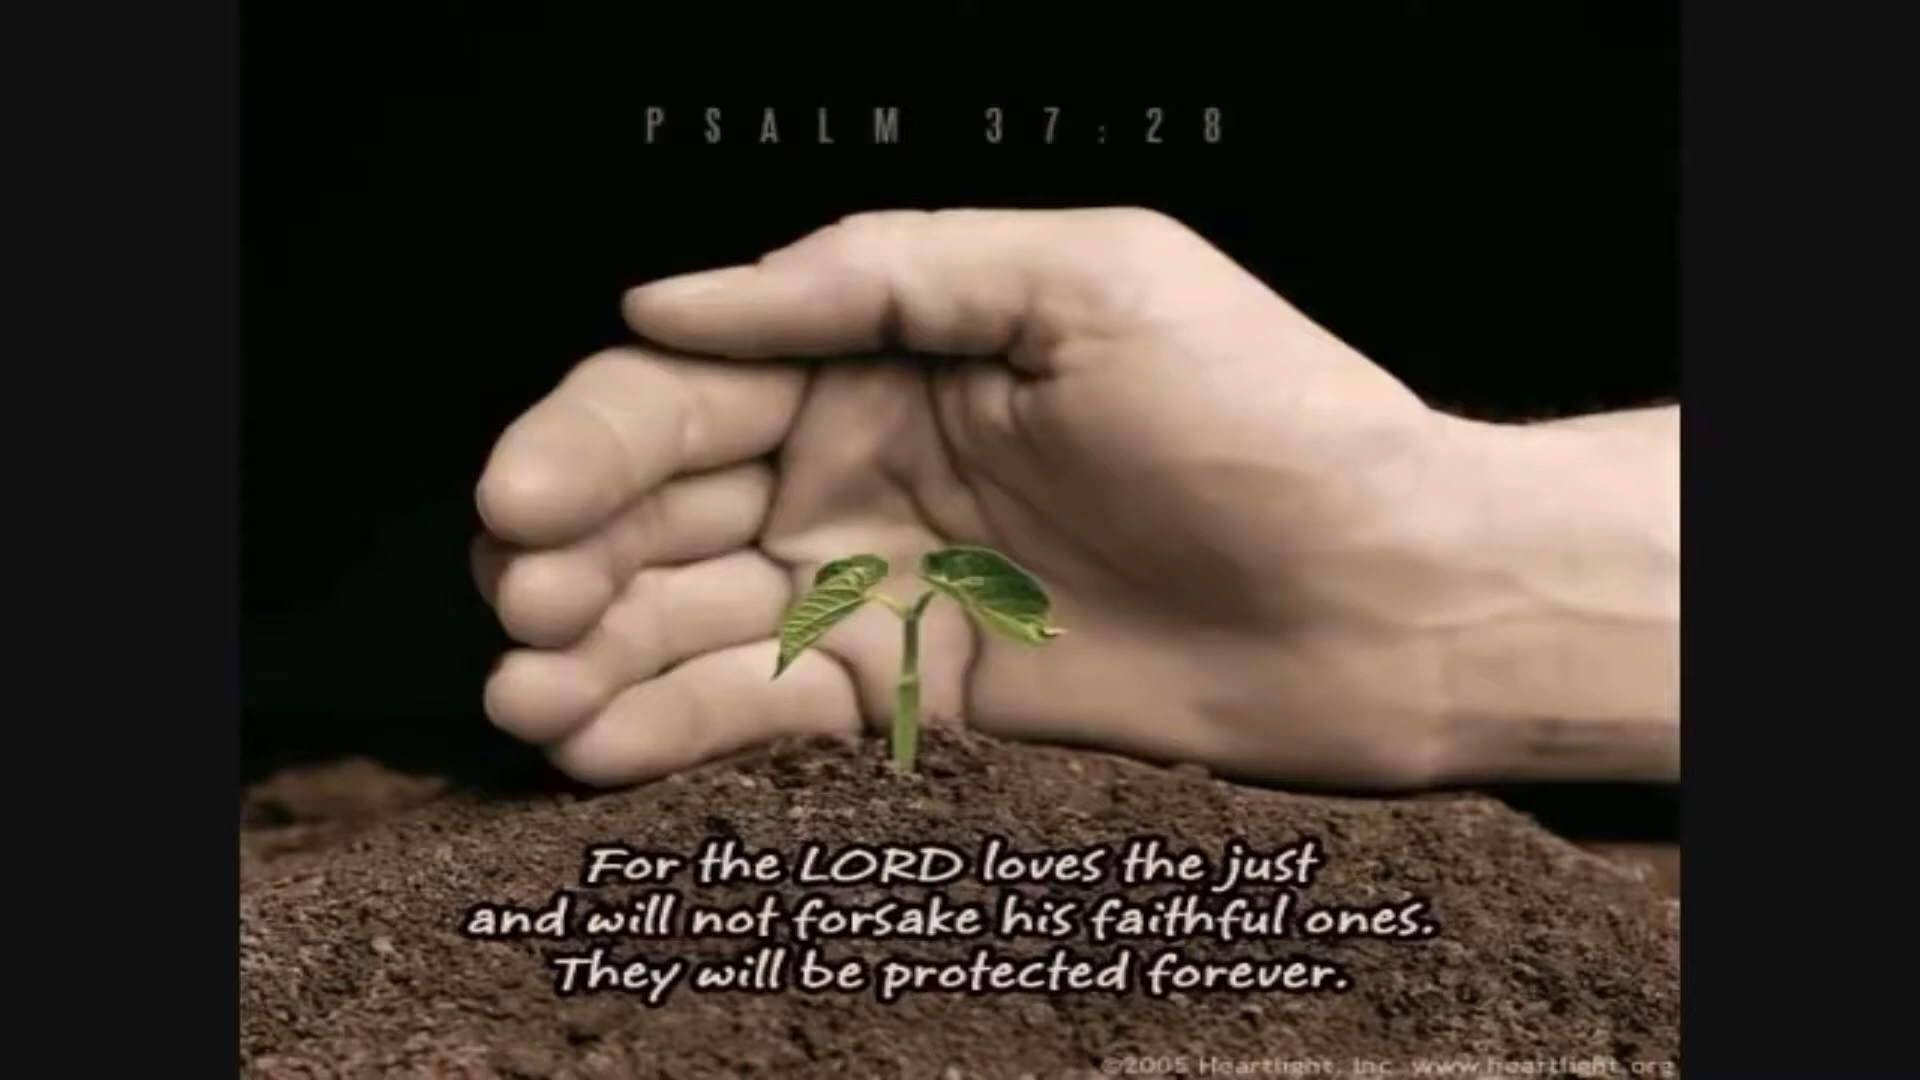 PSALM 37:28
For the LORD loves the just
and will not forsake his faithful ones.
They will be protected forever.
©2005 Heartlight, Inc. www.heartlight.org